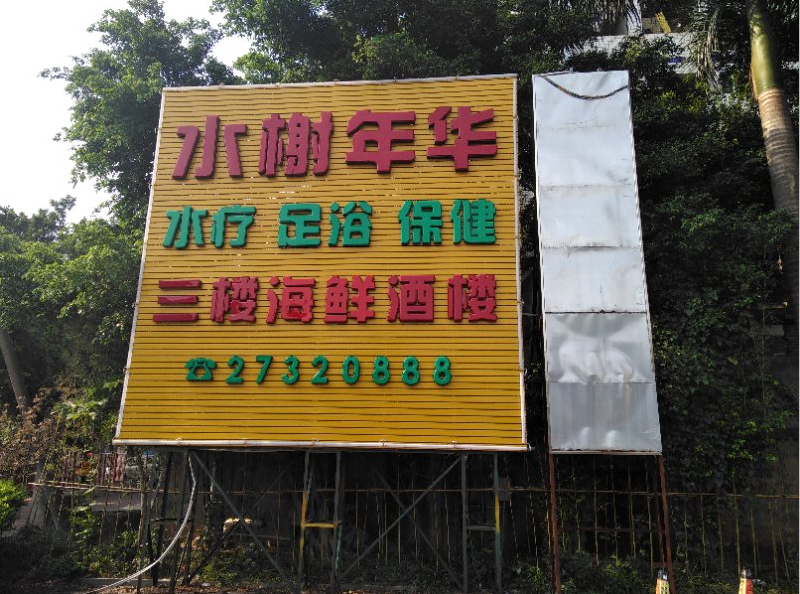 水榭年华
水疗 足浴 保健
三楼海鲜酒楼
☎27320888